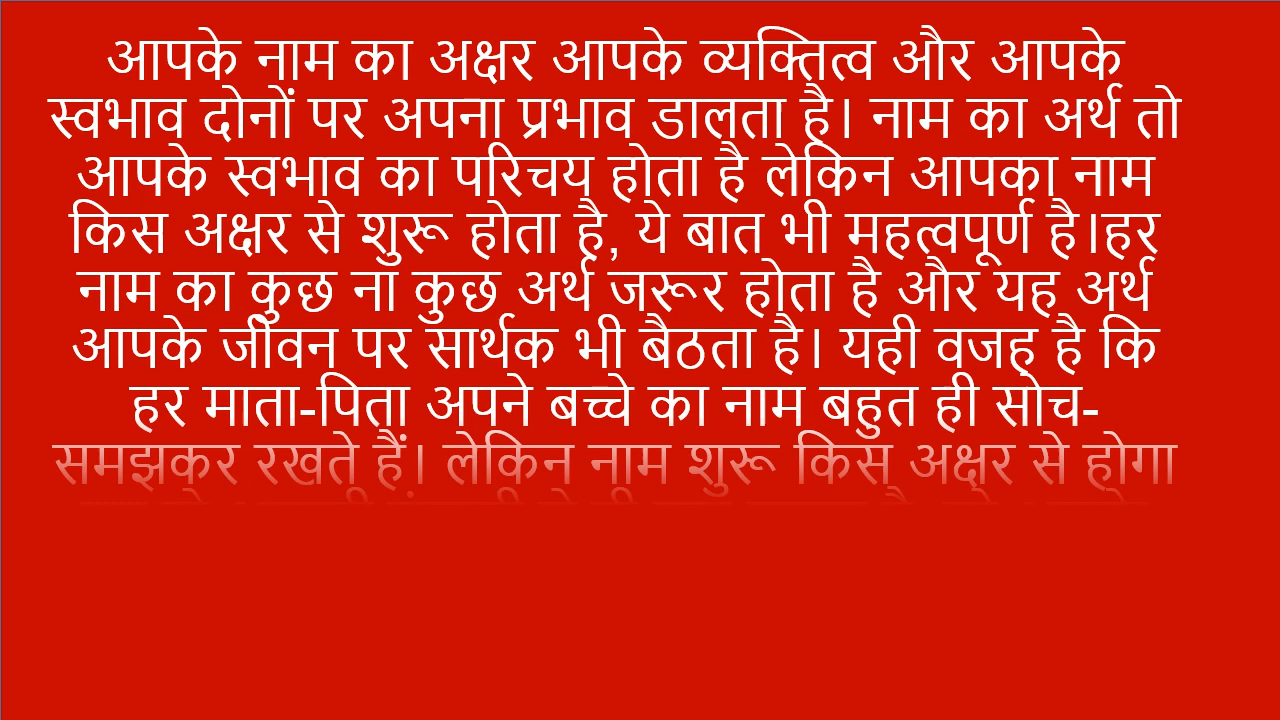 आपके नाम का अक्षर आपके व्यक्तित्व और आपके
स्वभाव दोनों पर अपना प्रभाव डालता है। नाम का अर्थ तो
आपके स्वभाव का परिचय होता है लेकिन आपका नाम
किस अक्षर से शुरू होता है, ये बात भी महत्वपूर्ण है।हर
नाम का कुछ ना कुछ अर्थ जरूर होता है और यह अर्थ
आपके जीवन पर सार्थक भी बैठता है। यही वजह है कि
हर माता-पिता अपने बच्चे का नाम बहुत ही सोच-
समझकर रखते हैं। लेकिन नाम शुरू किस अक्षर से होगा